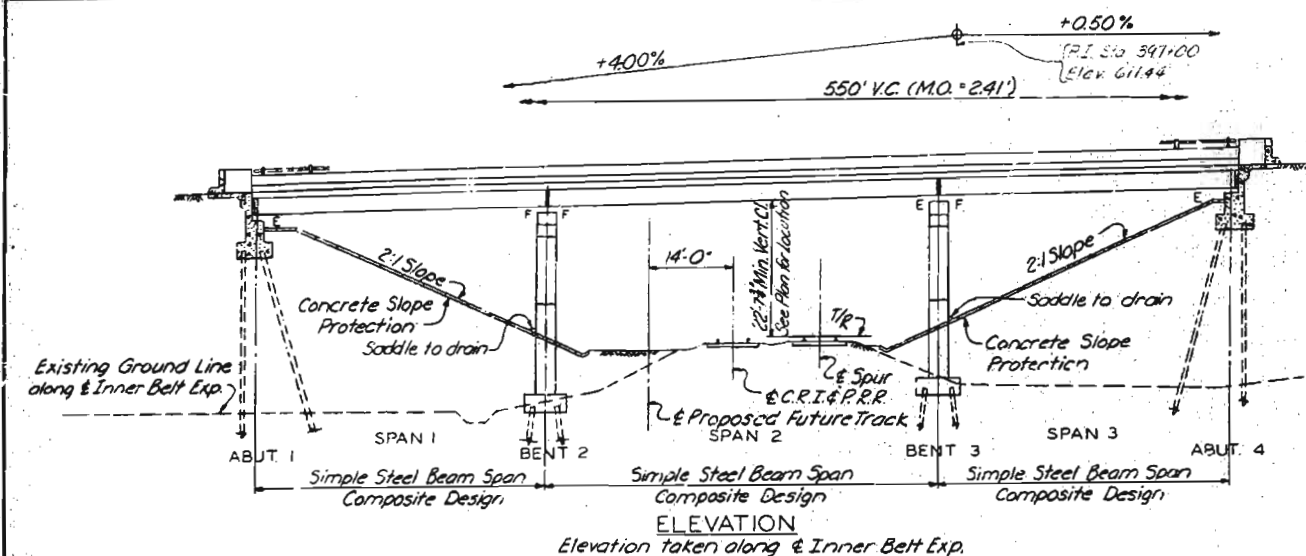 +0.50%
+4.00%
P.I. Sta. 397+00
Elev. 611.44
550' V.C. (M.O. = 2.41')
E
F
F
E
F
E
14'-0"
Min. Vert. Cl.
See Plan for Location
2:1 Slope
2:1 Slope
Concrete Slope
Protection
Saddle to drain
T/R
Saddle to drain
Concrete Slope
Protection
Existing Ground Line
along ℄ Inner Belt Exp.
℄ Spur
℄ C.R.I. & P.R.R.
℄ Proposed Future Track
SPAN 1
SPAN 2
SPAN 3
ABUT. 1
BENT 2
BENT 3
ABUT. 4
Simple Steel Beam Span
Composite Design
Simple Steel Beam Span
Composite Design
Simple Steel Beam Span
Composite Design
ELEVATION
Elevation taken along ℄ Inner Belt Exp.